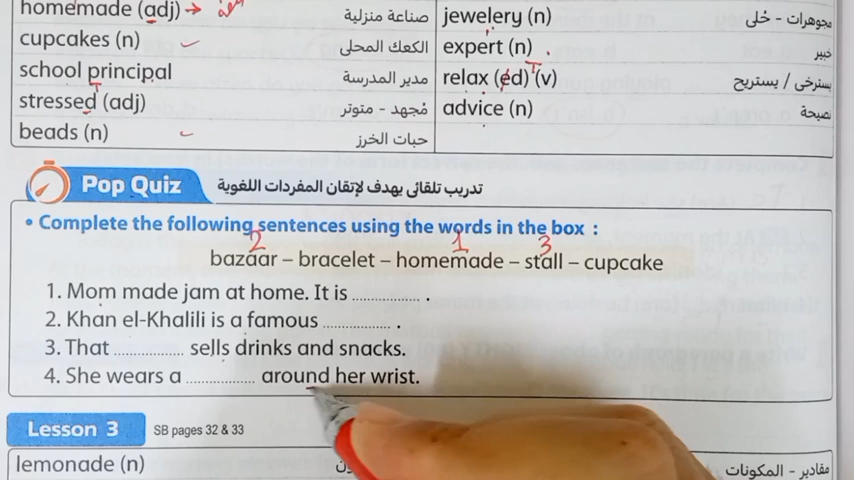 homemade (adj) صناعة منزلية
jewelery (n) مجوهرات - حُلى
cupcakes (n) الكعك المحلى
expert (n) خبير
school principal مدير المدرسة
relax (ed) (v) يسترخى / يستريح
stressed (adj) مُجهد - متوتر
advice (n) نصيحة
beads (n) حبات الخرز
Pop Quiz تدريب تلقائى يهدف لإتقان المفردات اللغوية
• Complete the following sentences using the words in the box :
2 1 3
bazaar – bracelet – homemade – stall – cupcake
1. Mom made jam at home. It is .............. .
2. Khan el-Khalili is a famous .............. .
3. That .............. sells drinks and snacks.
4. She wears a .............. around her wrist.
Lesson 3 SB pages 32 & 33
lemonade (n)
مقادير - المكونات